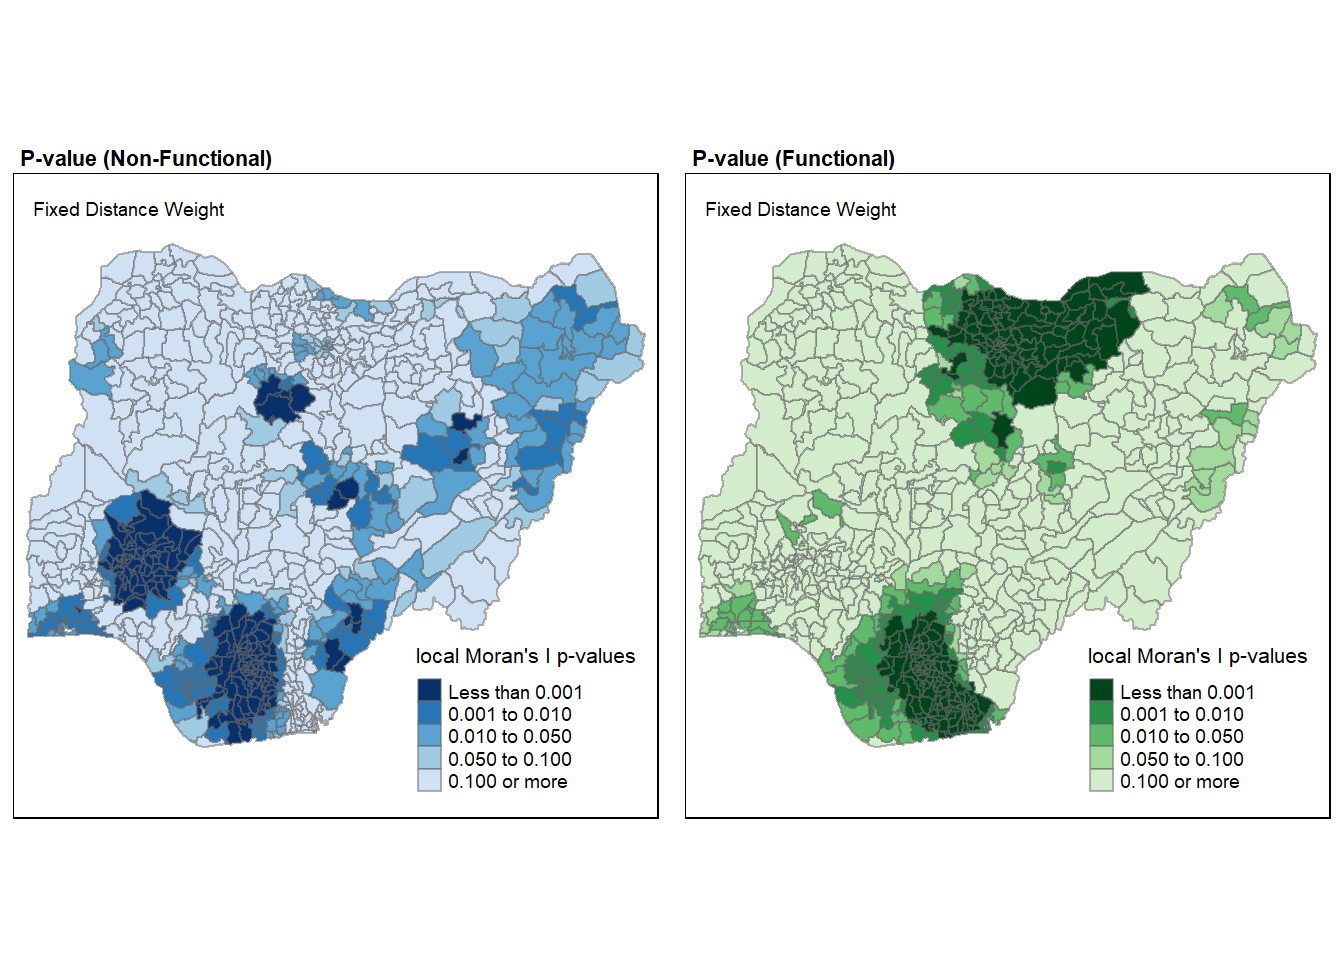 P-value (Non-Functional)
Fixed Distance Weight
local Moran's I p-values
Less than 0.001
0.001 to 0.010
0.010 to 0.050
0.050 to 0.100
0.100 or more
P-value (Functional)
Fixed Distance Weight
local Moran's I p-values
Less than 0.001
0.001 to 0.010
0.010 to 0.050
0.050 to 0.100
0.100 or more